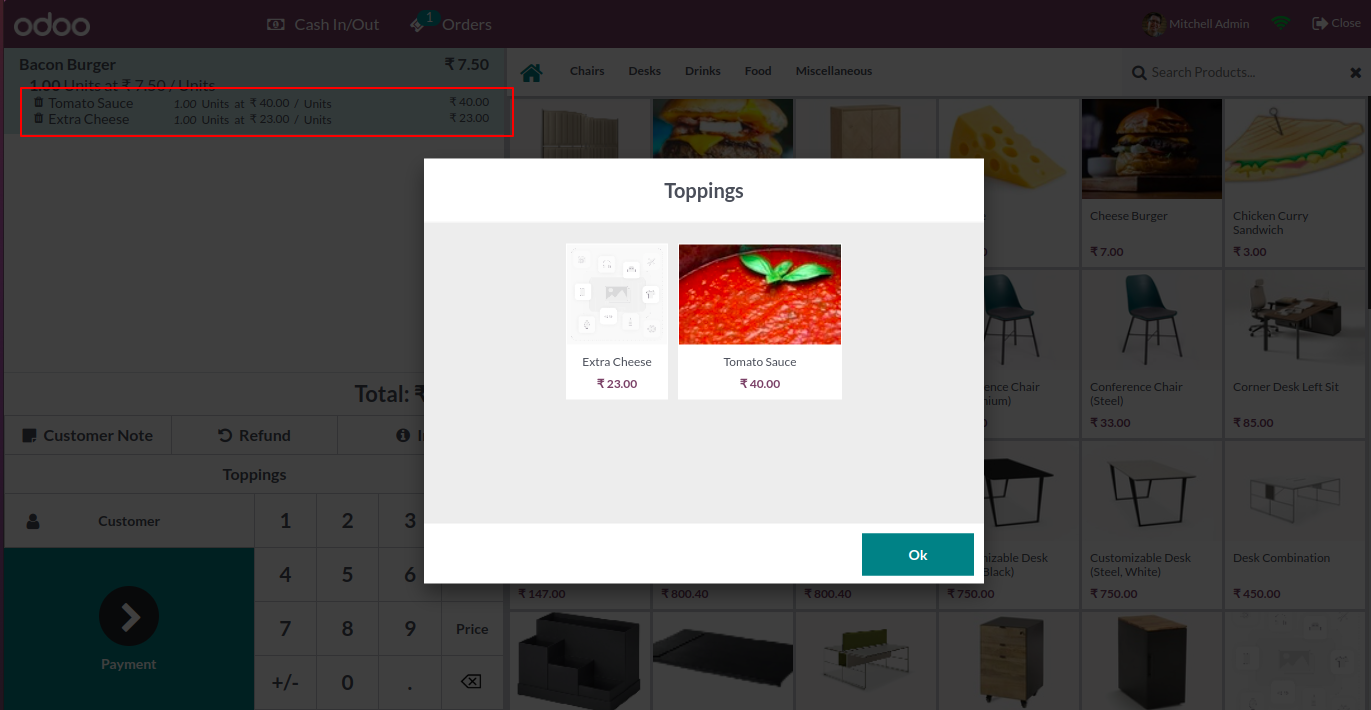 odoo
Cash In/Out
1
Orders
Mitchell Admin
Close
Bacon Burger ₹ 7.50
1.00 Units at ₹ 7.50 / Units
Tomato Sauce 1.00 Units at ₹ 40.00 / Units ₹ 40.00
Extra Cheese 1.00 Units at ₹ 23.00 / Units ₹ 23.00
Chairs Desks Drinks Food Miscellaneous
Search Products...
Toppings
Extra Cheese
₹ 23.00
Tomato Sauce
₹ 40.00
Ok
Cheese Burger
₹ 7.00
Chicken Curry
Sandwich
₹ 3.00
Conference Chair
(Steel)
₹ 33.00
Corner Desk Left Sit
₹ 85.00
Customizable Desk
(Steel, White)
₹ 750.00
Desk Combination
₹ 450.00
₹ 147.00
₹ 800.40
₹ 800.40
₹ 750.00
Total: ₹
Customer Note
Refund
Toppings
Customer
1 2 3
4 5 6
7 8 9 Price
+/- 0 .
Payment